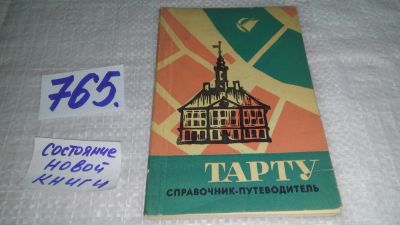 765.
СОСТОЯНИЕ
НОВОЙ
КНИГИ
ТАРТУ
СПРАВОЧНИК-ПУТЕВОДИТЕЛЬ